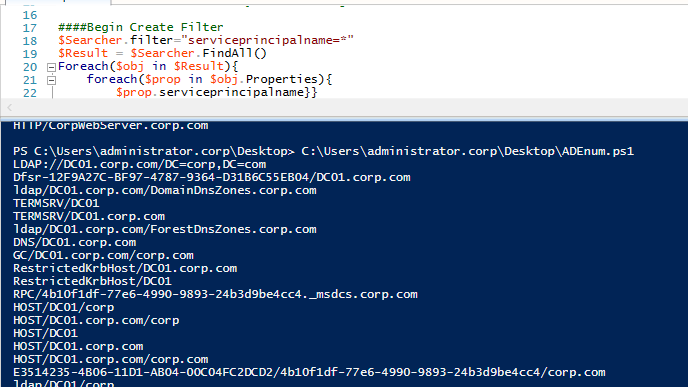 16
17 ####Begin Create Filter
18 $Searcher.filter="serviceprincipalname=*"
19 $Result = $Searcher.FindAll()
20 Foreach($obj in $Result){
21 foreach($prop in $obj.Properties){
22 $prop.serviceprincipalname}}
HTTP/CorpWebServer.corp.com
PS C:\Users\administrator.corp\Desktop> C:\Users\administrator.corp\Desktop\ADEnum.ps1
LDAP://DC01.corp.com/DC=corp,DC=com
Dfsr-12F9A27C-BF97-4787-9364-D31B6C55EB04/DC01.corp.com
ldap/DC01.corp.com/DomainDnsZones.corp.com
TERMSRV/DC01
TERMSRV/DC01.corp.com
ldap/DC01.corp.com/ForestDnsZones.corp.com
DNS/DC01.corp.com
GC/DC01.corp.com/corp.com
RestrictedKrbHost/DC01.corp.com
RestrictedKrbHost/DC01
RPC/4b10f1df-77e6-4990-9893-24b3d9be4cc4._msdcs.corp.com
HOST/DC01/corp
HOST/DC01.corp.com/corp
HOST/DC01
HOST/DC01.corp.com
HOST/DC01.corp.com/corp.com
E3514235-4B06-11D1-AB04-00C04FC2DCD2/4b10f1df-77e6-4990-9893-24b3d9be4cc4/corp.com
ldap/DC01/corp